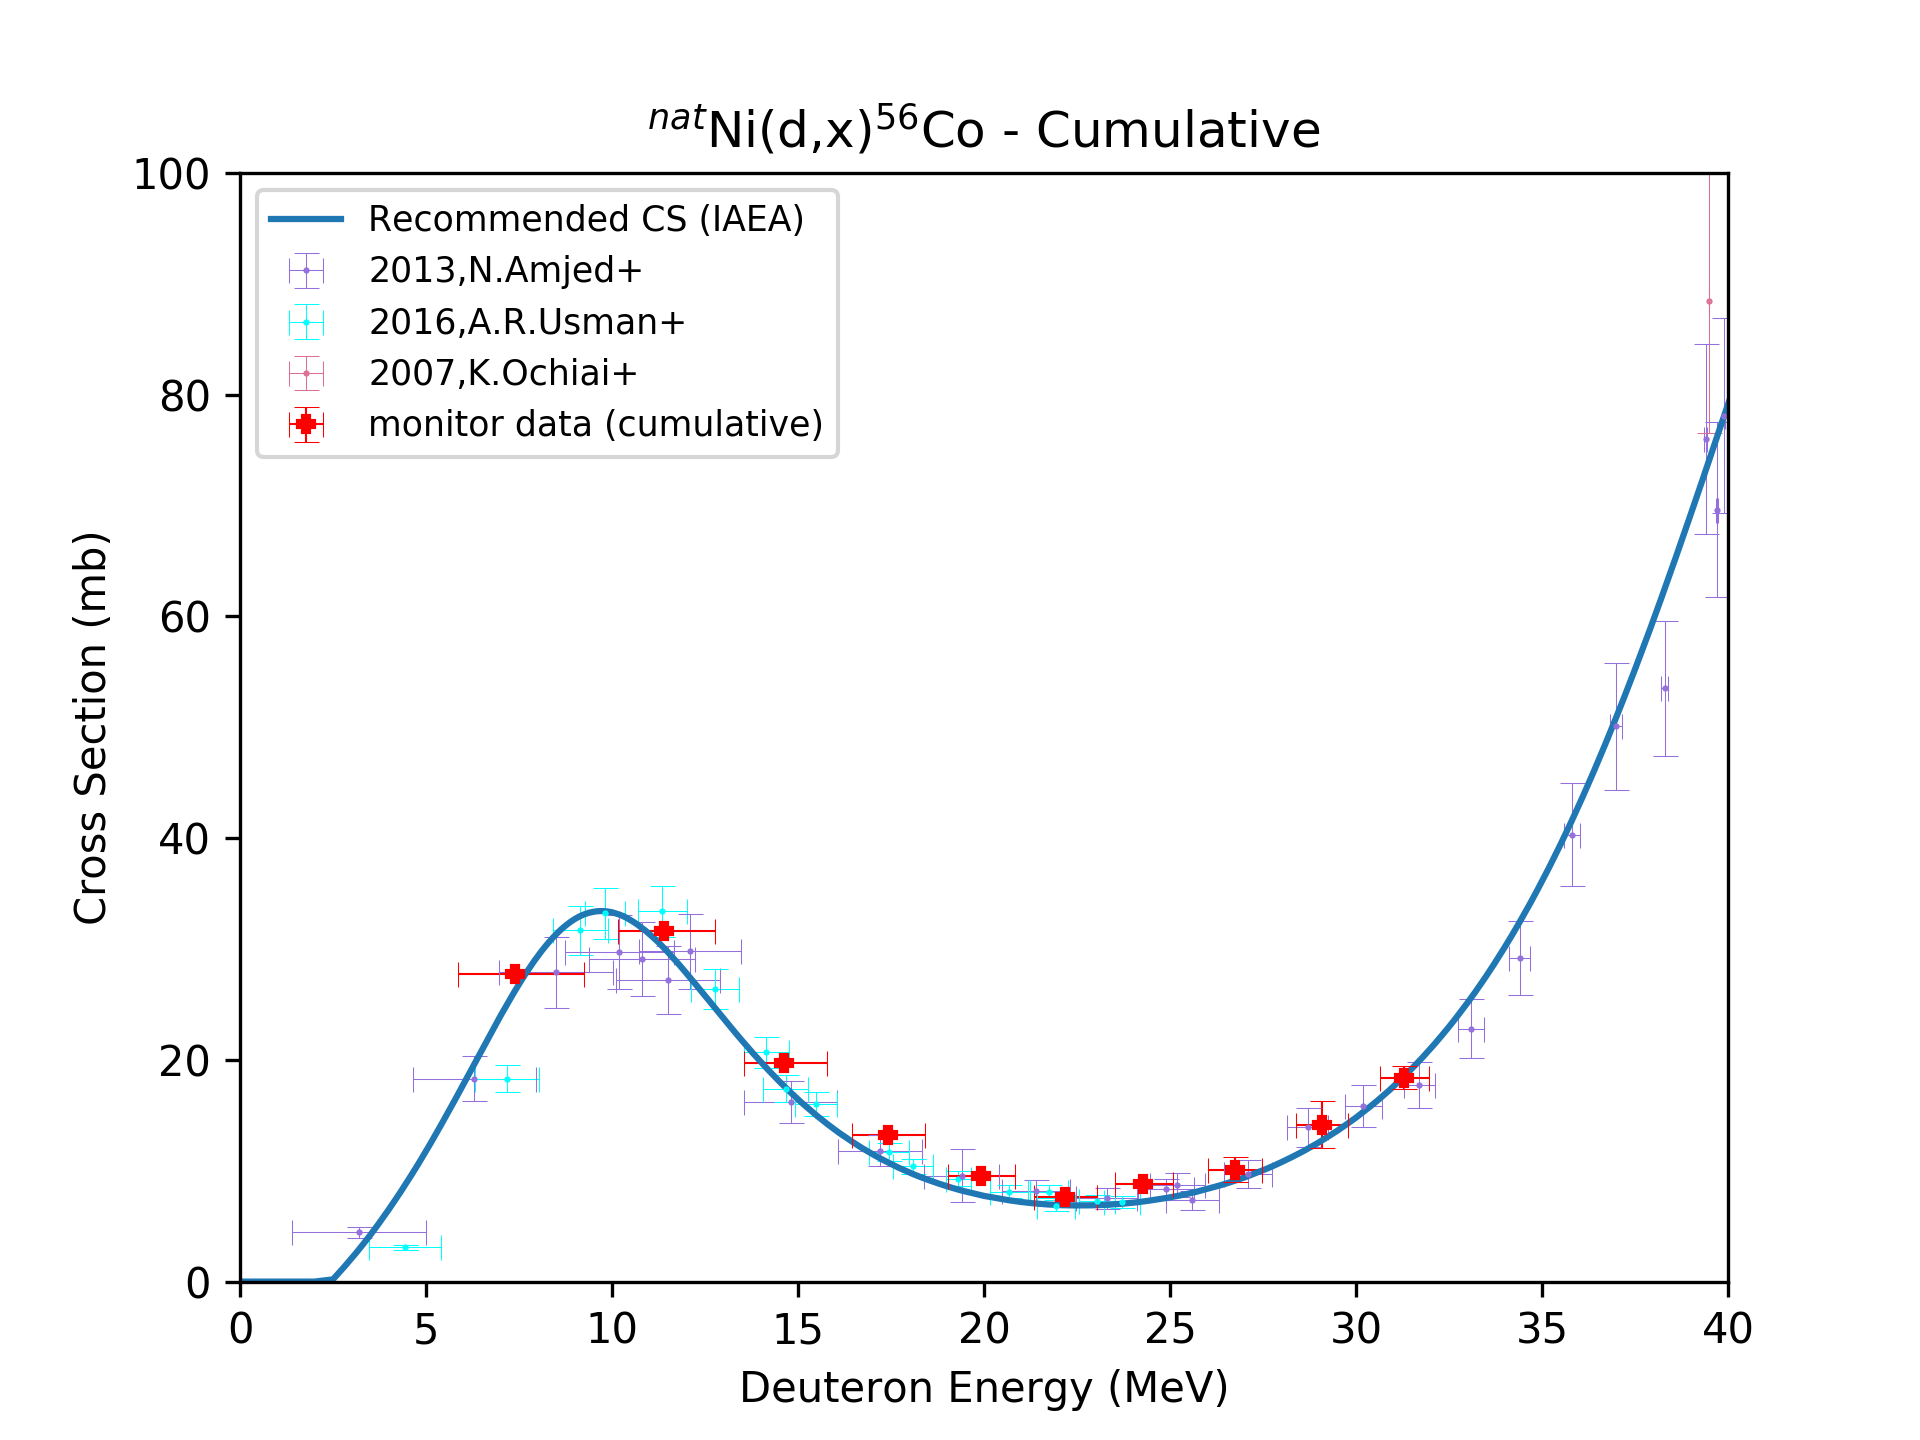 natNi(d,x)56Co - Cumulative
Recommended CS (IAEA)
2013,N.Amjed+
2016,A.R.Usman+
2007,K.Ochiai+
monitor data (cumulative)
Cross Section (mb)
100
80
60
40
20
0
0 5 10 15 20 25 30 35 40
Deuteron Energy (MeV)